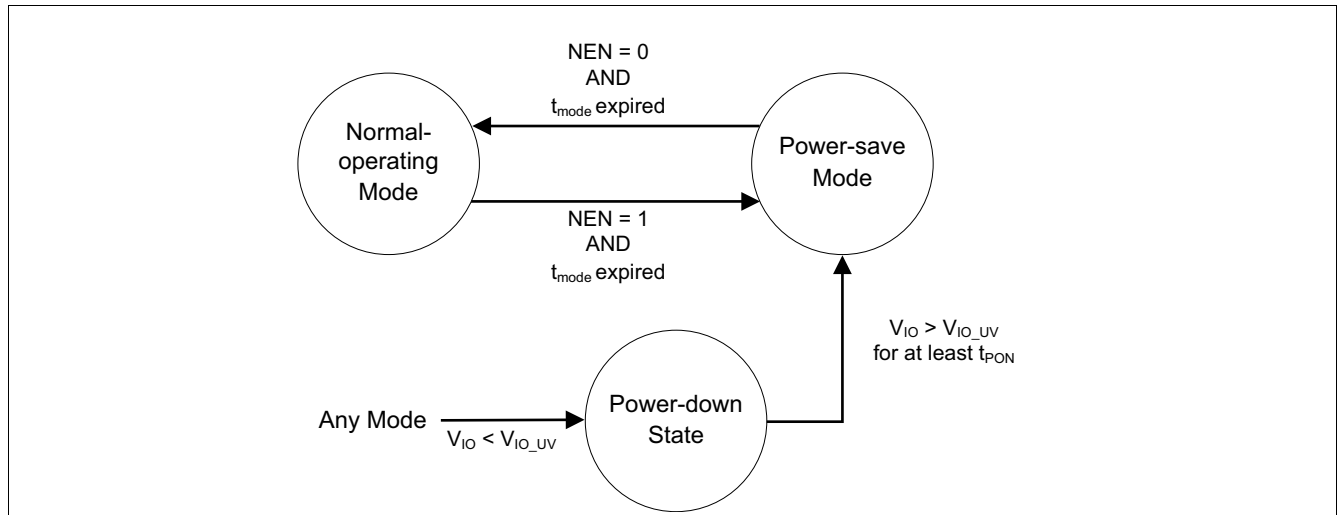 NEN = 0
AND
tmode expired
Normal-
operating
Mode
Power-save
Mode
NEN = 1
AND
tmode expired
VIO > VIO_UV
for at least tPON
Any Mode
VIO < VIO_UV
Power-down
State